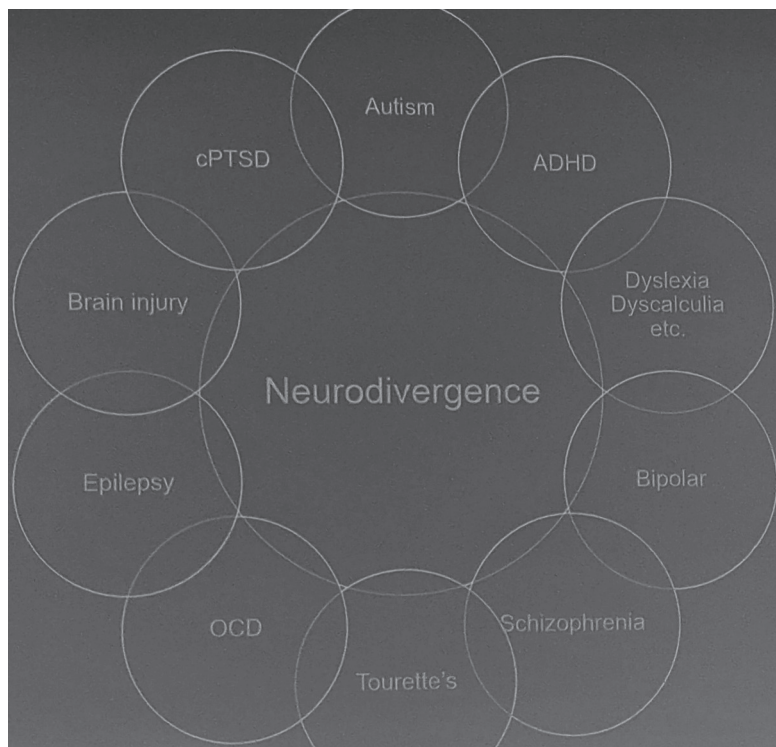 Autism
ADHD
Dyslexia
Dyscalculia
etc.
Bipolar
Schizophrenia
Tourette's
OCD
Epilepsy
Brain injury
cPTSD
Neurodivergence